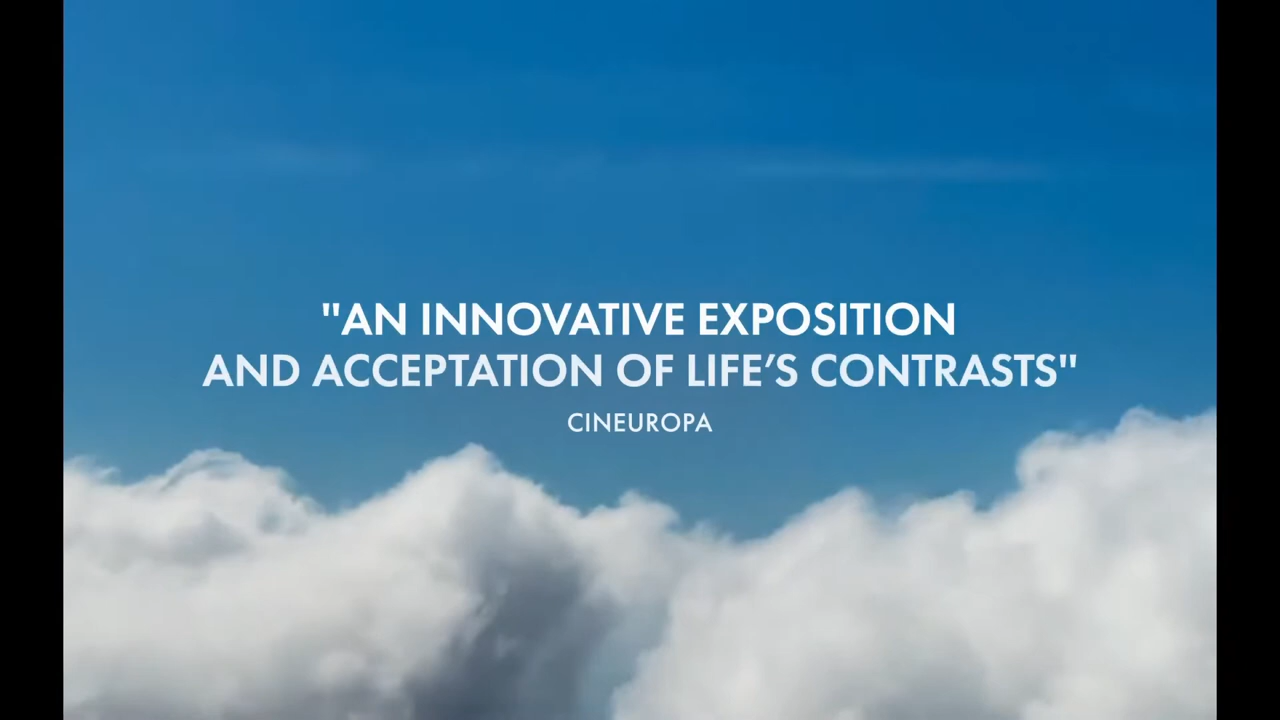 "AN INNOVATIVE EXPOSITION
AND ACCEPTATION OF LIFE’S CONTRASTS"
CINEUROPA